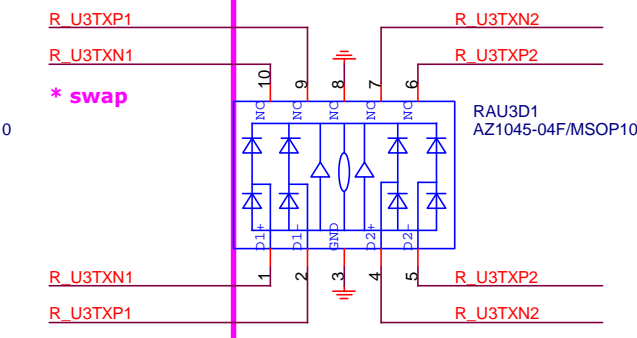 R_U3TXP1
R_U3TXN2
R_U3TXN1
R_U3TXP2
* swap
10 9 8 7 6
NC NC NC NC NC
RAU3D1
AZ1045-04F/MSOP10
0
D1+ D1- GND D2+ D2-
1 2 3 4 5
R_U3TXN1
R_U3TXP2
R_U3TXP1
R_U3TXN2